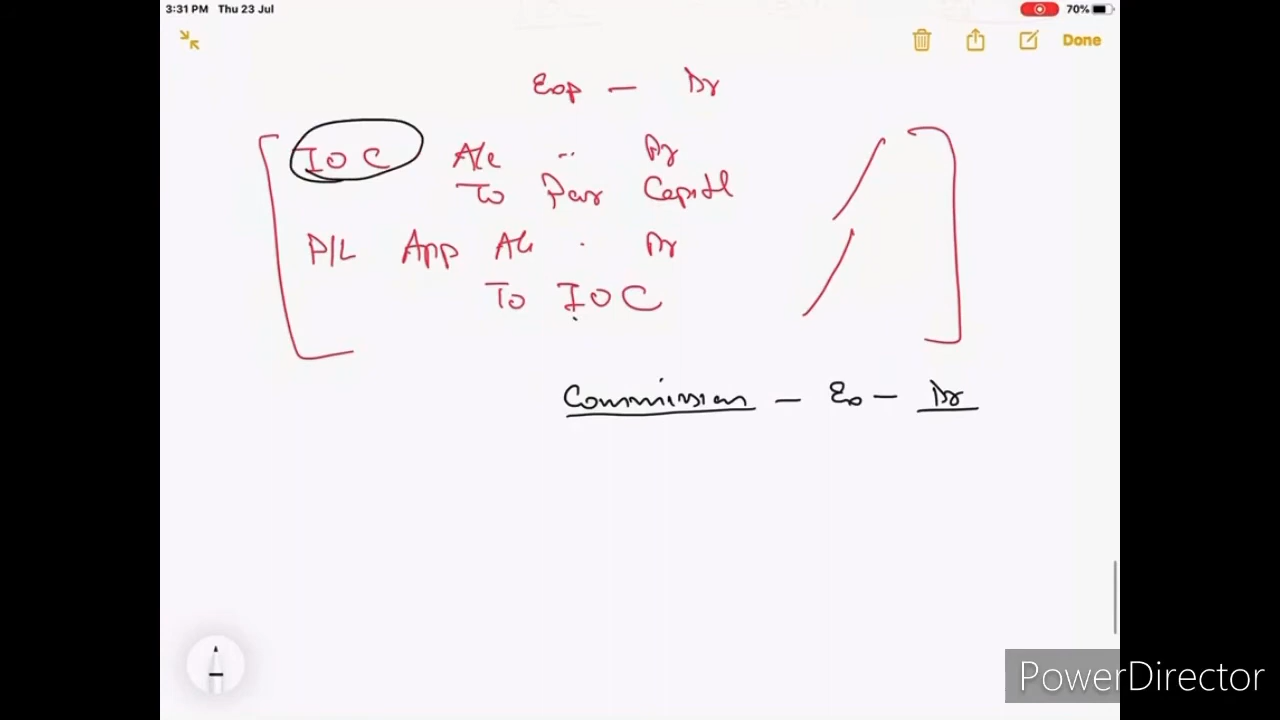 3:31 PM Thu 23 Jul 70%
Done
Eop - Dr
IOC A/c .. Dr
To Par Capital
P/L App A/c . Dr
To IOC
Commission - Eo - Dr
PowerDirector